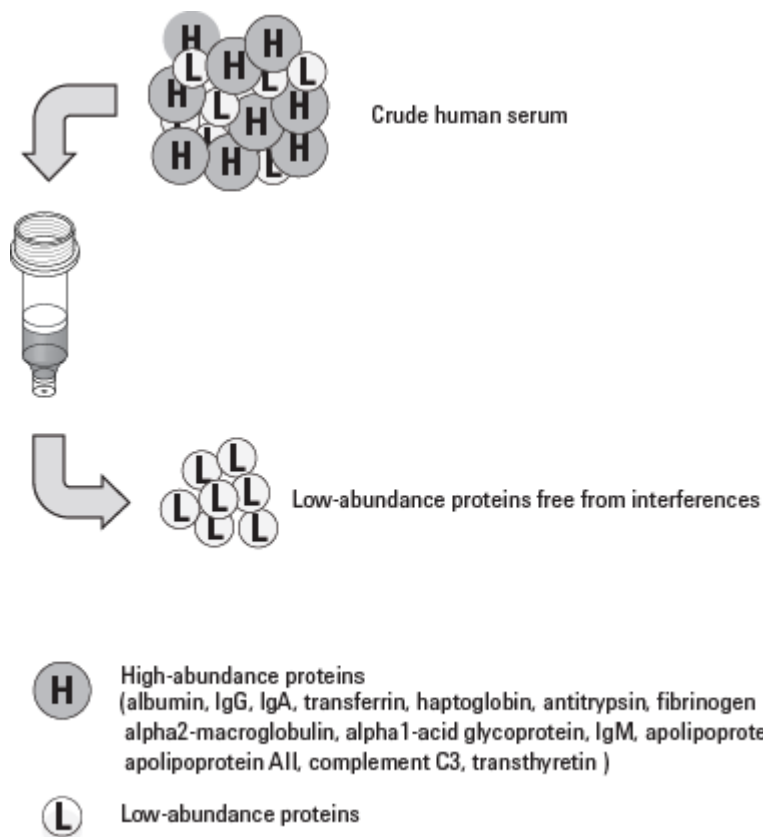 H
H
L
H
L
L
H
L
H
H
H
H
H
L
Crude human serum
L
L
L
L
L
L
L
L
Low-abundance proteins free from interferences
H
High-abundance proteins
(albumin, IgG, IgA, transferrin, haptoglobin, antitrypsin, fibrinogen
alpha2-macroglobulin, alpha1-acid glycoprotein, IgM, apolipoprote
apolipoprotein AII, complement C3, transthyretin )
L
Low-abundance proteins